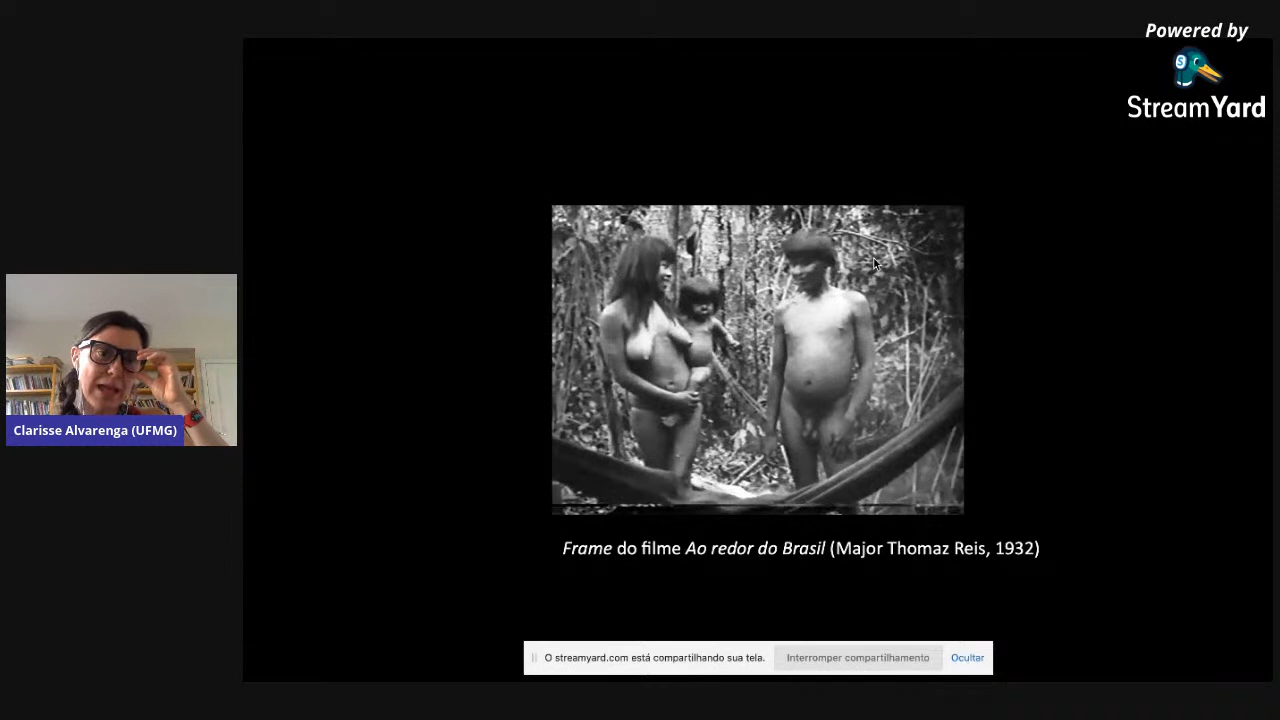 Powered by
StreamYard
Clarisse Alvarenga (UFMG)
Frame do filme Ao redor do Brasil (Major Thomaz Reis, 1932)
O streamyard.com está compartilhando sua tela.
Interromper compartilhamento
Ocultar